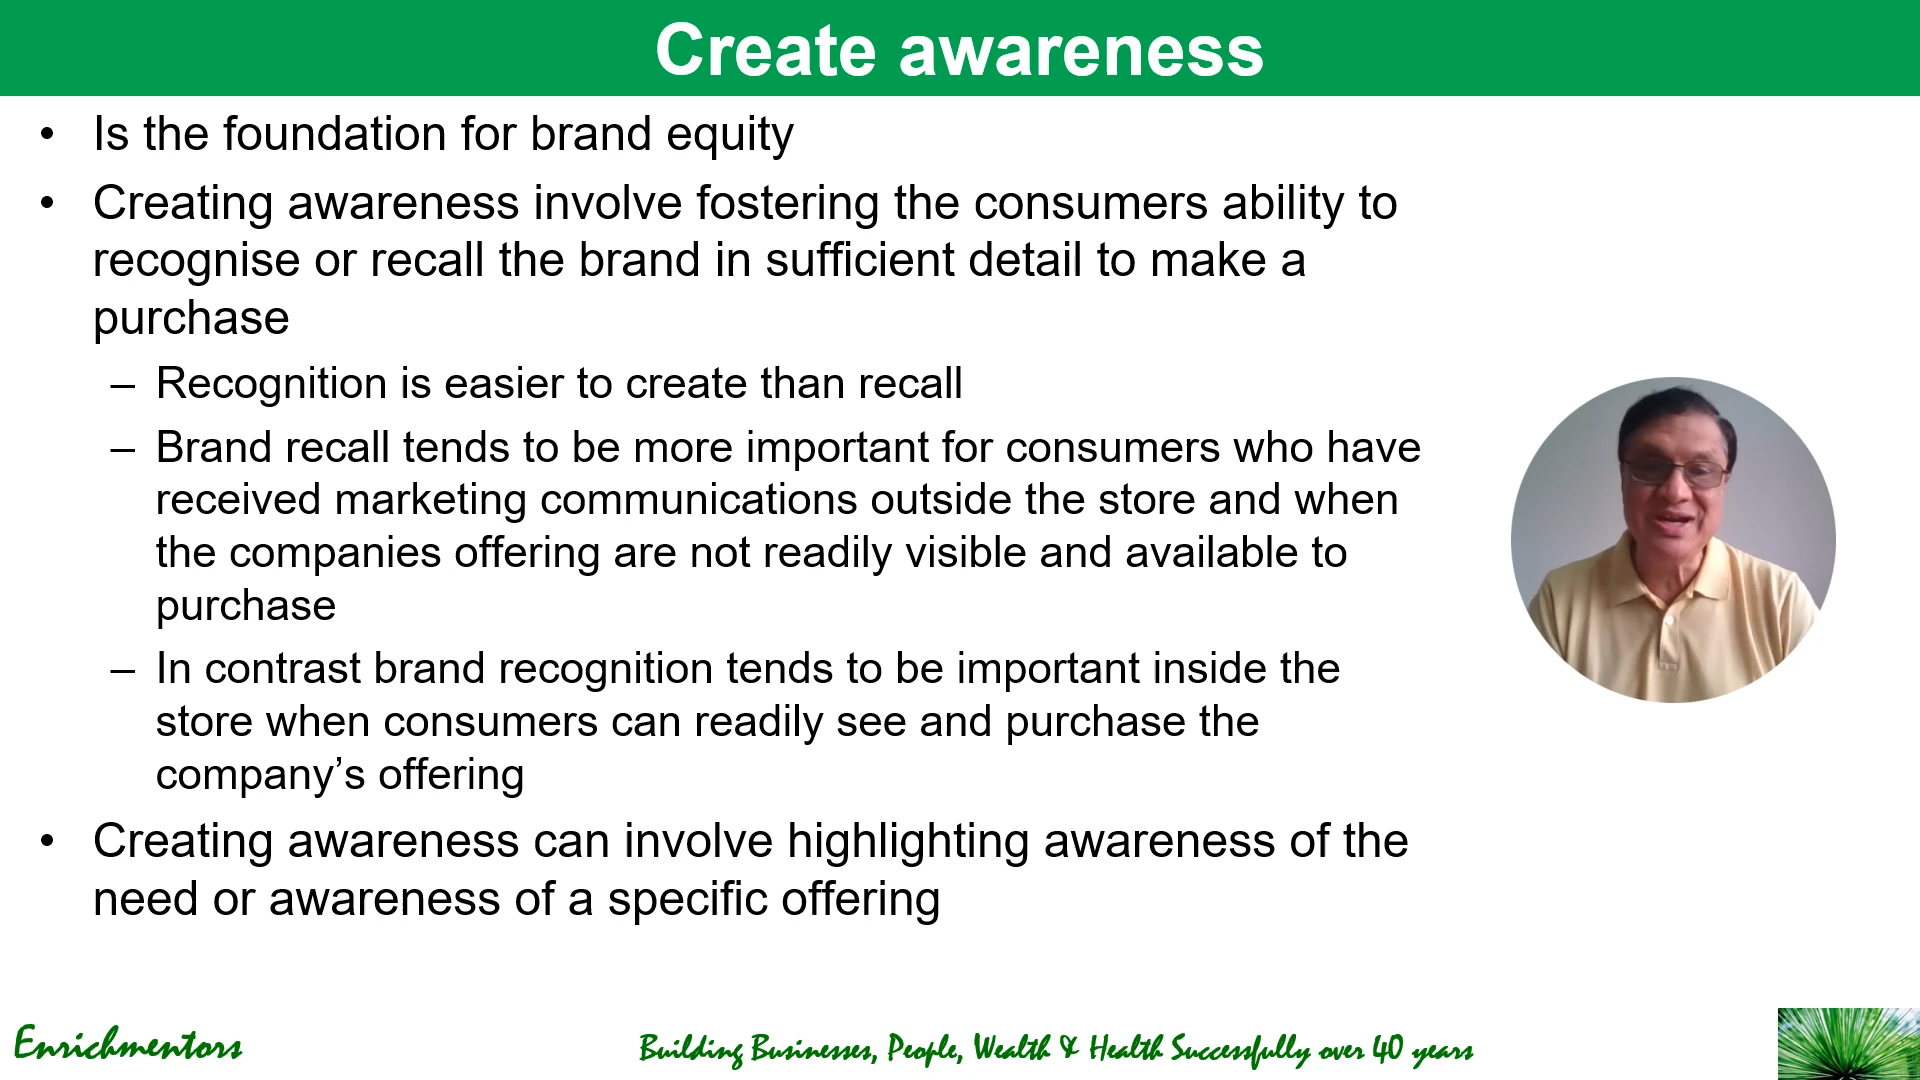 Create awareness
• Is the foundation for brand equity
• Creating awareness involve fostering the consumers ability to
recognise or recall the brand in sufficient detail to make a
purchase
– Recognition is easier to create than recall
– Brand recall tends to be more important for consumers who have
received marketing communications outside the store and when
the companies offering are not readily visible and available to
purchase
– In contrast brand recognition tends to be important inside the
store when consumers can readily see and purchase the
company’s offering
• Creating awareness can involve highlighting awareness of the
need or awareness of a specific offering
Enrichmentors
Building Businesses, People, Wealth & Health Successfully over 40 years